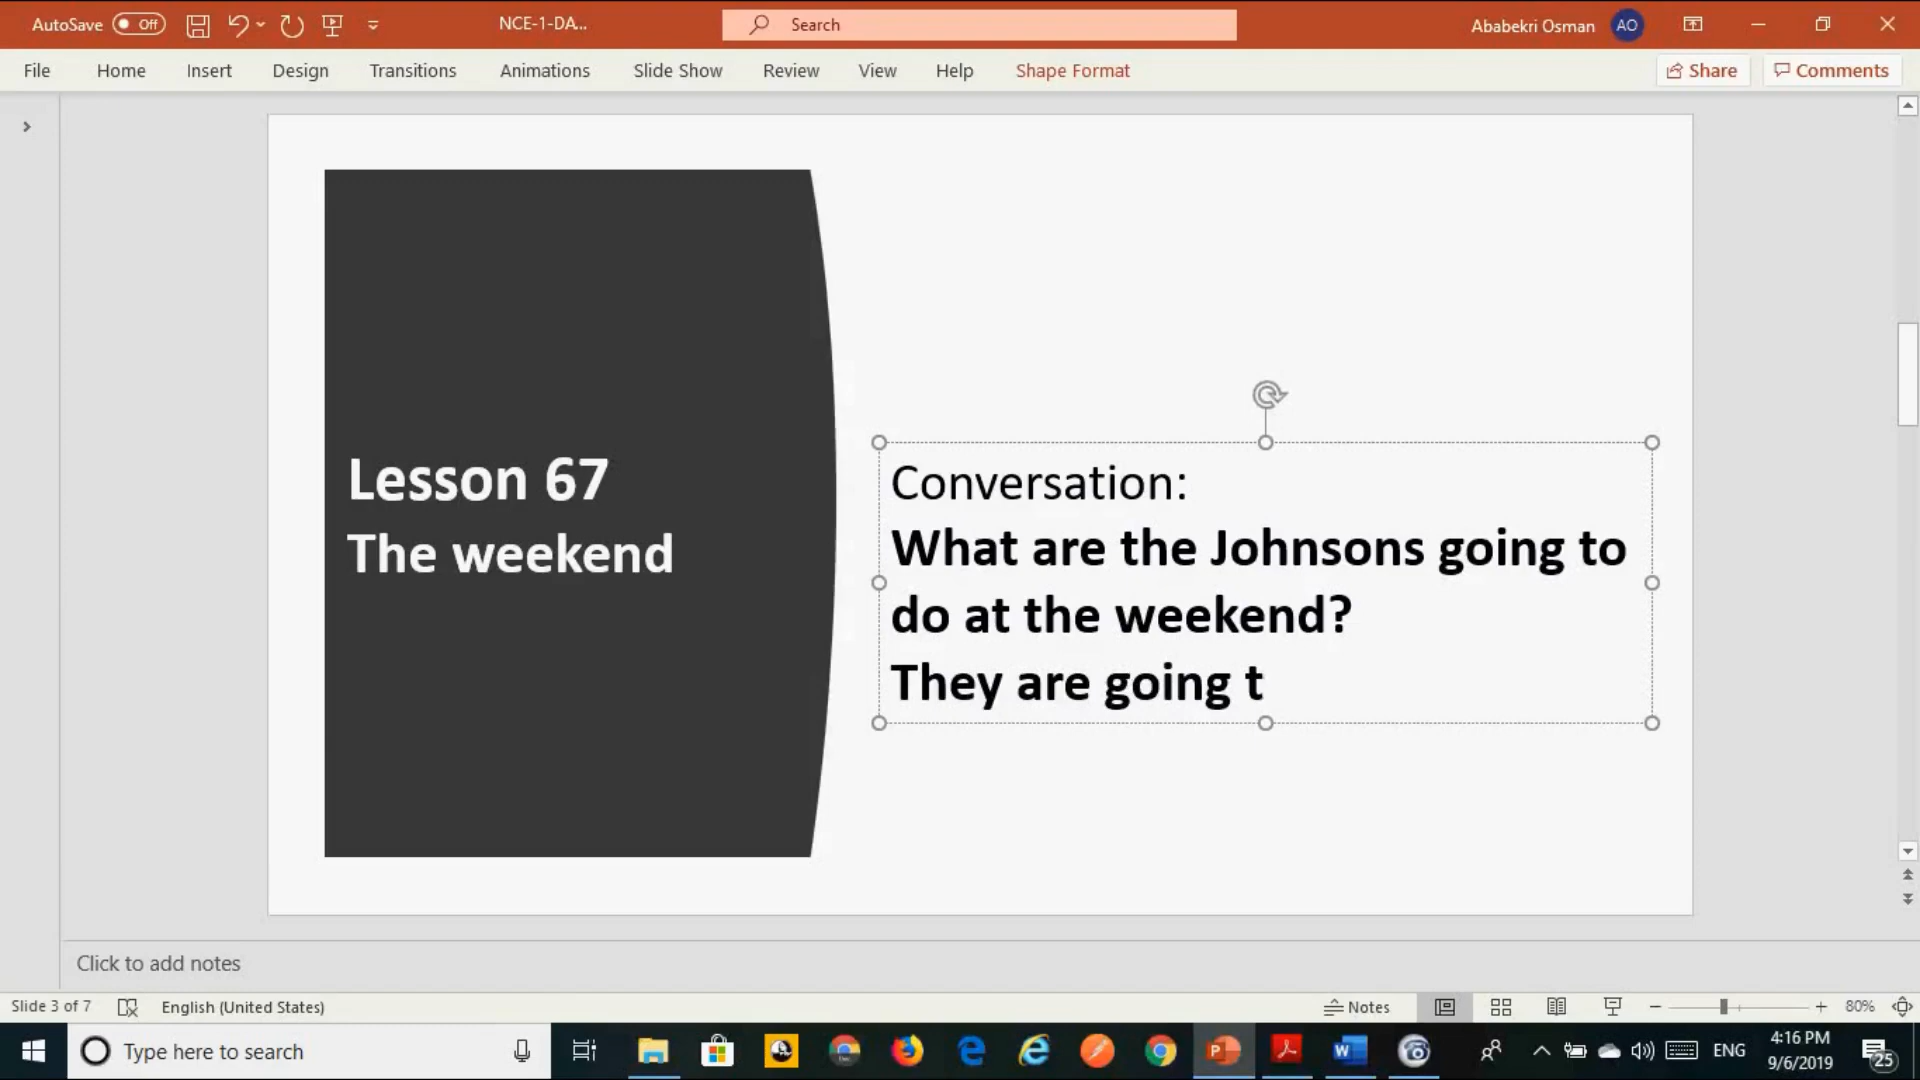 AutoSave Off NCE-1-DA... Search Ababekri Osman AO
File Home Insert Design Transitions Animations Slide Show Review View Help Shape Format Share Comments
Lesson 67
The weekend
Conversation:
What are the Johnsons going to
do at the weekend?
They are going t
Click to add notes
Slide 3 of 7 English (United States) Notes 80%
Type here to search ENG 4:16 PM
9/6/2019 25